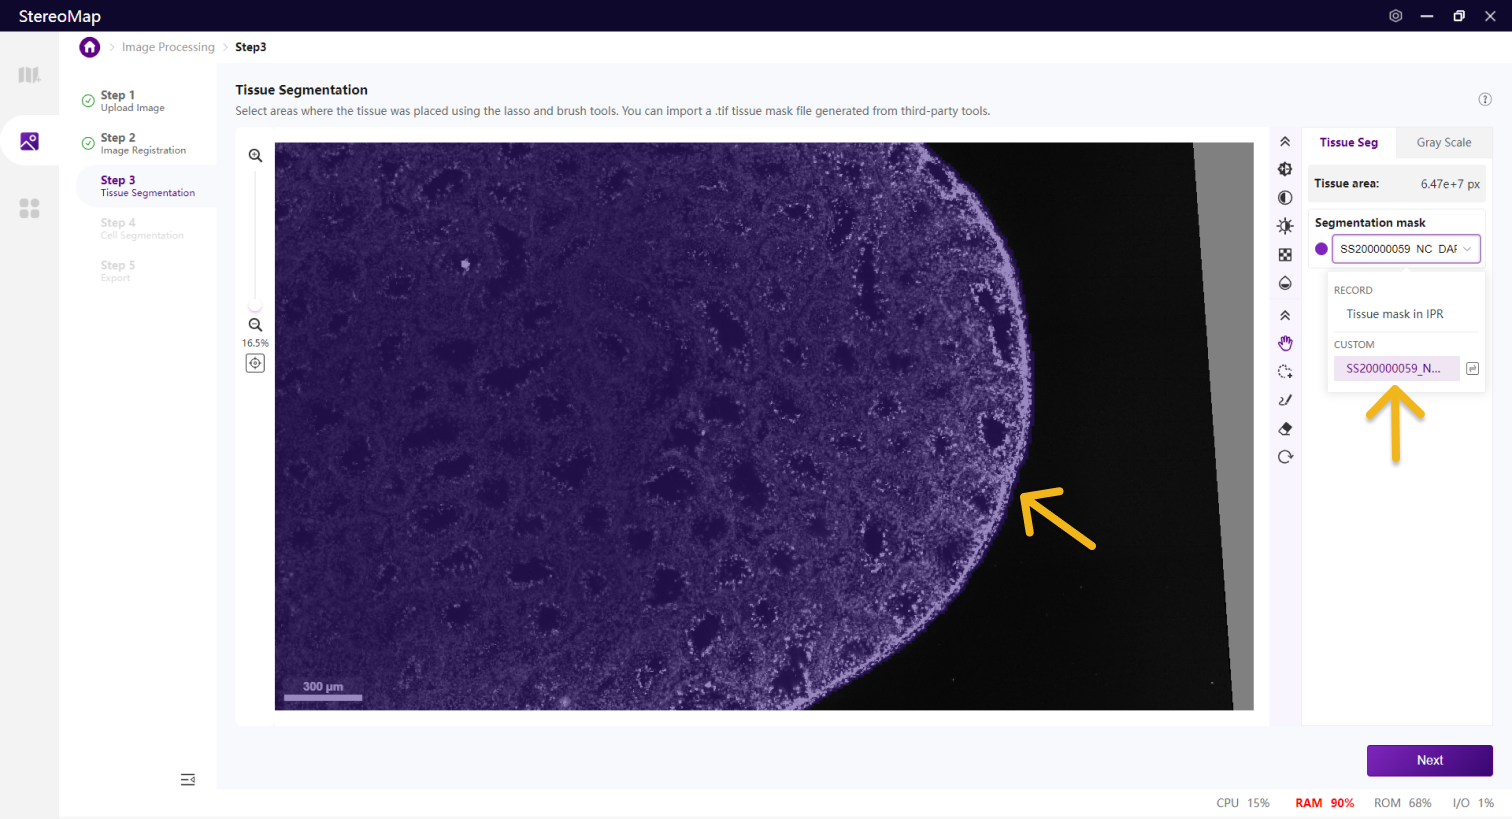 StereoMap
Image Processing
Step3
Step 1
Upload Image
Step 2
Image Registration
Step 3
Tissue Segmentation
Step 4
Cell Segmentation
Step 5
Export
Tissue Segmentation
Select areas where the tissue was placed using the lasso and brush tools. You can import a .tif tissue mask file generated from third-party tools.
16.5%
300 μm
Tissue Seg
Gray Scale
Tissue area: 6.47e+7 px
Segmentation mask
SS200000059_NC_DAF
RECORD
Tissue mask in IPR
CUSTOM
SS200000059_N...
Next
CPU 15% RAM 90% ROM 68% I/O 1%